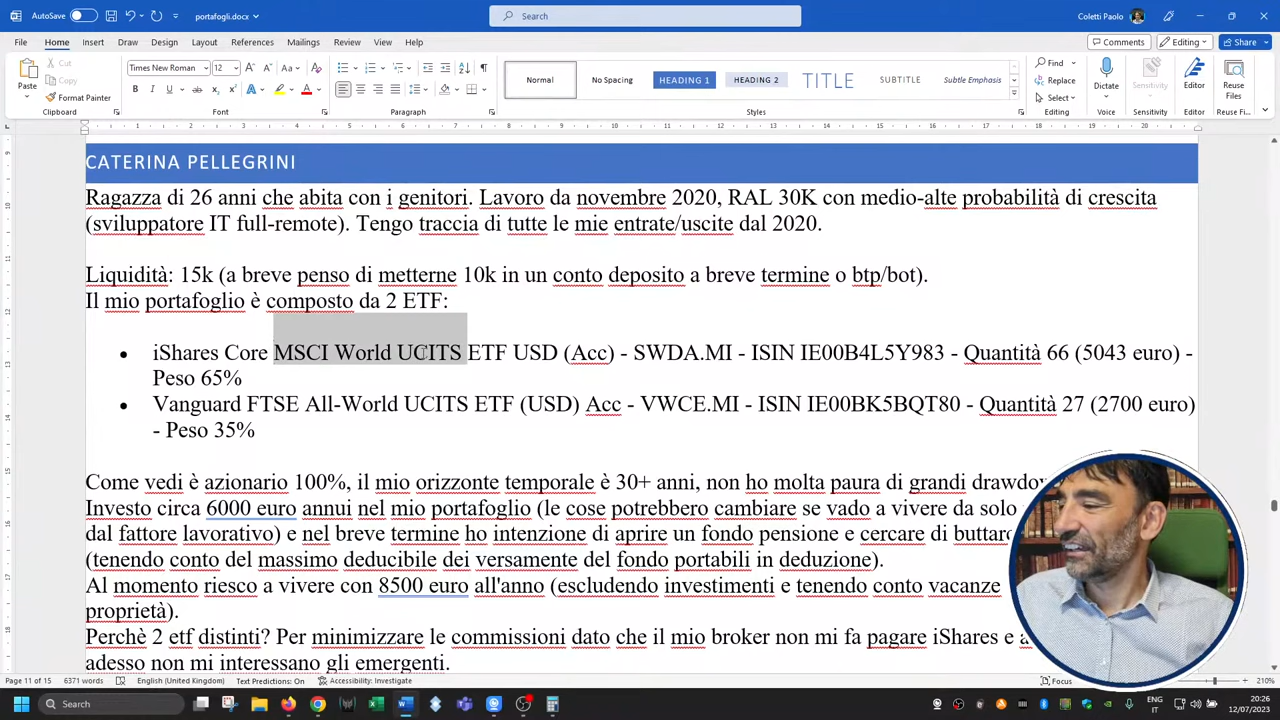 AutoSave
Off
portafogli.docx
Search
Coletti Paolo
File Home Insert Draw Design Layout References Mailings Review View Help
Comments Editing Share
Paste
Cut
Copy
Format Painter
Clipboard
Times New Roman 12
Font
Paragraph
Normal
No Spacing
HEADING 1
HEADING 2
TITLE
SUBTITLE
Subtle Emphasis
Styles
Find
Replace
Select
Editing
Dictate
Voice
Sensitivity
Sensitivity
Editor
Editor
Reuse Files
Reuse Files
CATERINA PELLEGRINI
Ragazza di 26 anni che abita con i genitori. Lavoro da novembre 2020, RAL 30K con medio-alte probabilità di crescita
(sviluppatore IT full-remote). Tengo traccia di tutte le mie entrate/uscite dal 2020.
Liquidità: 15k (a breve penso di metterne 10k in un conto deposito a breve termine o btp/bot).
Il mio portafoglio è composto da 2 ETF:
• iShares Core MSCI World UCITS ETF USD (Acc) - SWDA.MI - ISIN IE00B4L5Y983 - Quantità 66 (5043 euro) -
Peso 65%
• Vanguard FTSE All-World UCITS ETF (USD) Acc - VWCE.MI - ISIN IE00BK5BQT80 - Quantità 27 (2700 euro)
- Peso 35%
Come vedi è azionario 100%, il mio orizzonte temporale è 30+ anni, non ho molta paura di grandi
Investo circa 6000 euro annui nel mio portafoglio (le cose potrebbero cambiare se vado a vivere da solo
dal fattore lavorativo) e nel breve termine ho intenzione di aprire un fondo pensione e cercare di
(tenendo conto del massimo deducibile dei versamente del fondo portabili in deduzione).
Al momento riesco a vivere con 8500 euro all'anno (escludendo investimenti e tenendo conto vacanze
proprietà).
Perchè 2 etf distinti? Per minimizzare le commissioni dato che il mio broker non mi fa pagare iShares e
adesso non mi interessano gli emergenti.
Page 11 of 15 6371 words English (United Kingdom) Text Predictions: On Accessibility: Investigate Focus 210%
Search
ENG
IT
20:26
12/07/2023